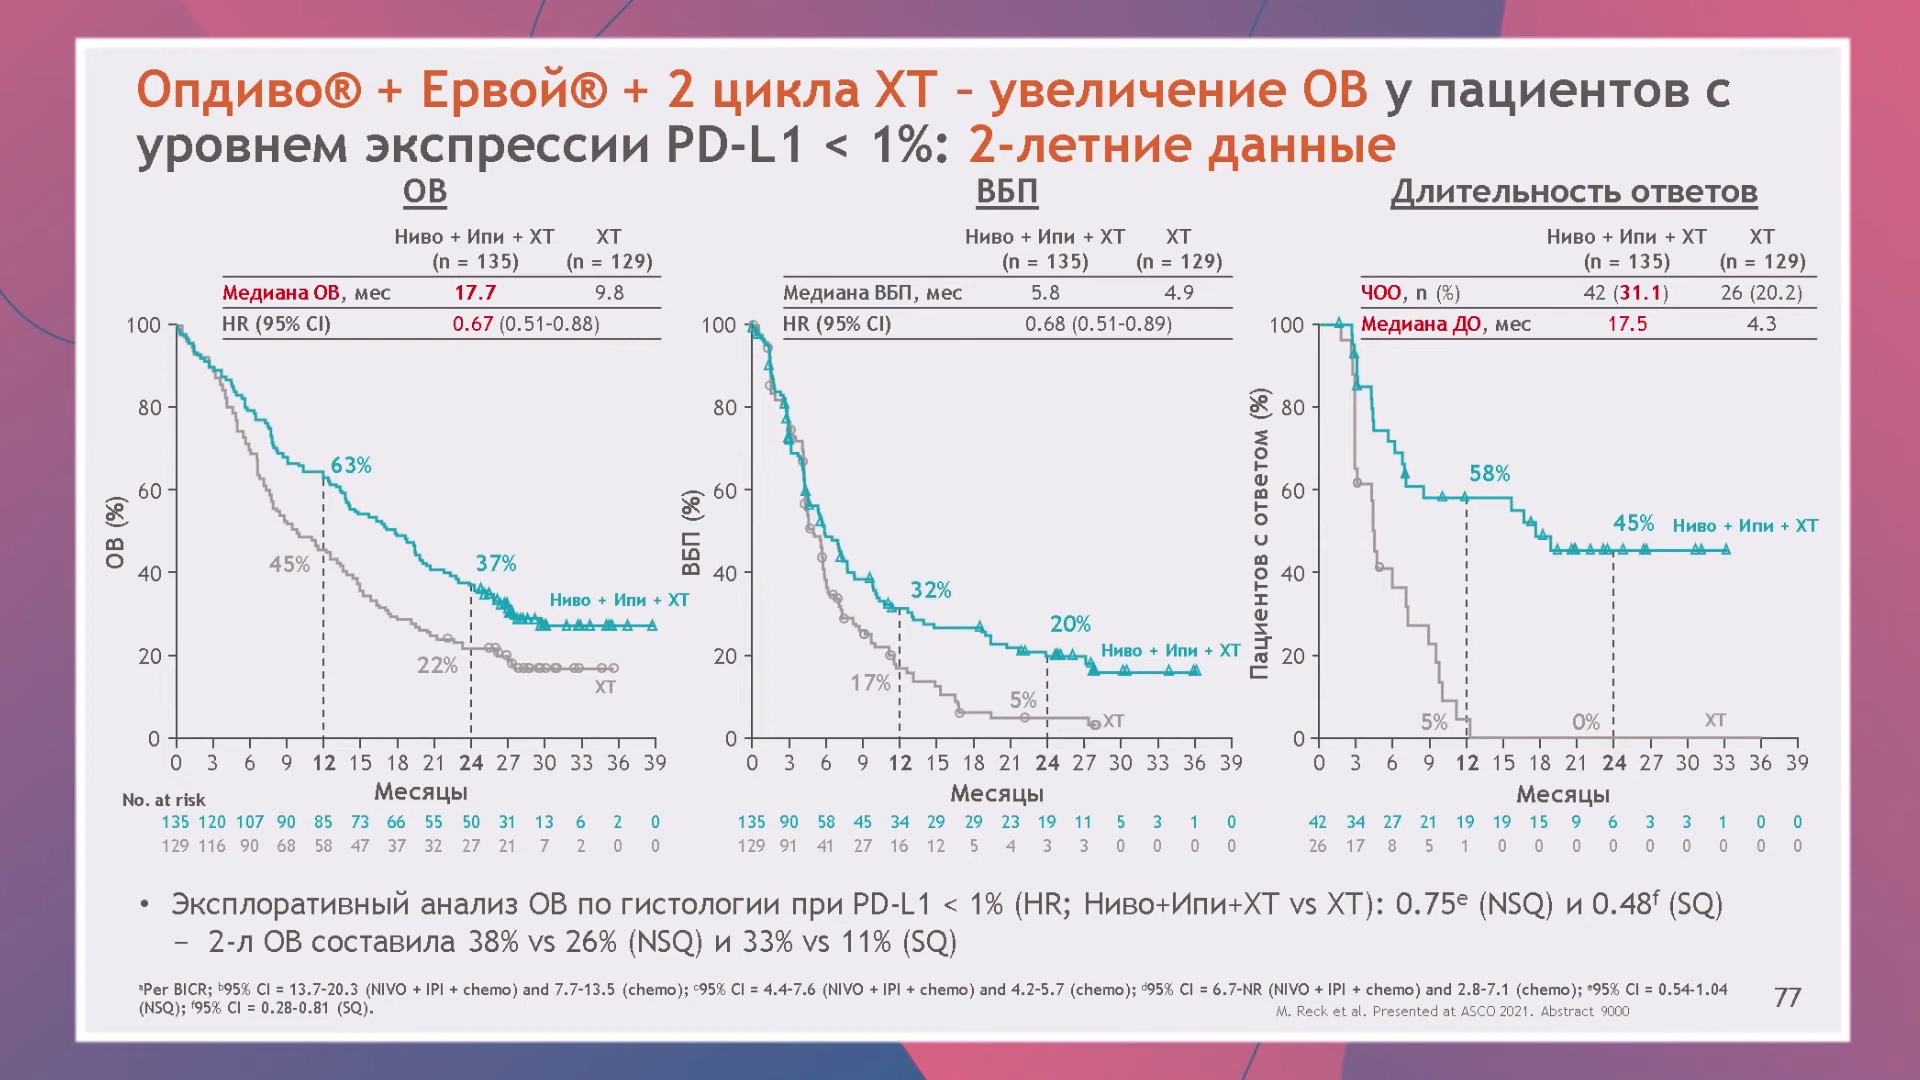 Опдиво® + Ервой® + 2 цикла ХТ – увеличение ОВ у пациентов с
уровнем экспрессии PD-L1 < 1%: 2-летние данные
ОВ
Ниво + Ипи + ХТ ХТ
(n = 135) (n = 129)
Медиана ОВ, мес 17.7 9.8
HR (95% CI) 0.67 (0.51-0.88)
ОВ (%)
100
80
60
40
20
0
63%
45%
37%
22%
Ниво + Ипи + ХТ
ХТ
0 3 6 9 12 15 18 21 24 27 30 33 36 39
Месяцы
No. at risk
135 120 107 90 85 73 66 55 50 31 13 6 2 0
129 116 90 68 58 47 37 32 27 21 7 2 0 0
ВБП
Ниво + Ипи + ХТ ХТ
(n = 135) (n = 129)
Медиана ВБП, мес 5.8 4.9
HR (95% CI) 0.68 (0.51-0.89)
ВБП (%)
100
80
60
40
20
0
32%
17%
20%
5%
Ниво + Ипи + ХТ
ХТ
0 3 6 9 12 15 18 21 24 27 30 33 36 39
Месяцы
135 90 58 45 34 29 29 23 19 11 5 3 1 0
129 91 41 27 16 12 5 4 3 3 0 0 0 0
Длительность ответов
Ниво + Ипи + ХТ ХТ
(n = 135) (n = 129)
ЧОО, n (%) 42 (31.1) 26 (20.2)
Медиана ДО, мес 17.5 4.3
Пациентов с ответом (%)
100
80
60
40
20
0
58%
45%
Ниво + Ипи + ХТ
5%
0%
ХТ
0 3 6 9 12 15 18 21 24 27 30 33 36 39
Месяцы
42 34 27 21 19 19 15 9 6 3 3 1 0 0
26 17 8 5 1 0 0 0 0 0 0 0 0 0
• Эксплоративный анализ ОВ по гистологии при PD-L1 < 1% (HR; Ниво+Ипи+ХТ vs ХТ): 0.75ᵉ (NSQ) и 0.48ᶠ (SQ)
– 2-л ОВ составила 38% vs 26% (NSQ) и 33% vs 11% (SQ)
ᵃPer BICR; ᵇ95% CI = 13.7-20.3 (NIVO + IPI + chemo) and 7.7-13.5 (chemo); ᶜ95% CI = 4.4-7.6 (NIVO + IPI + chemo) and 4.2-5.7 (chemo); ᵈ95% CI = 6.7-NR (NIVO + IPI + chemo) and 2.8-7.1 (chemo); ᵉ95% CI = 0.54-1.04
(NSQ); ᶠ95% CI = 0.28-0.81 (SQ).
M. Reck et al. Presented at ASCO 2021. Abstract 9000
77